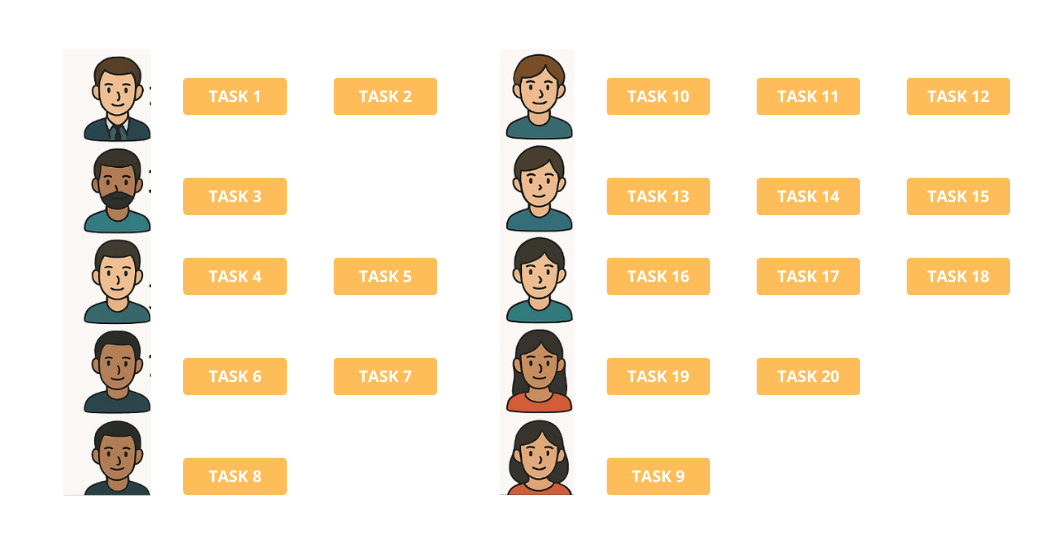 TASK 1
TASK 2
TASK 3
TASK 4
TASK 5
TASK 6
TASK 7
TASK 8
TASK 10
TASK 11
TASK 12
TASK 13
TASK 14
TASK 15
TASK 16
TASK 17
TASK 18
TASK 19
TASK 20
TASK 9